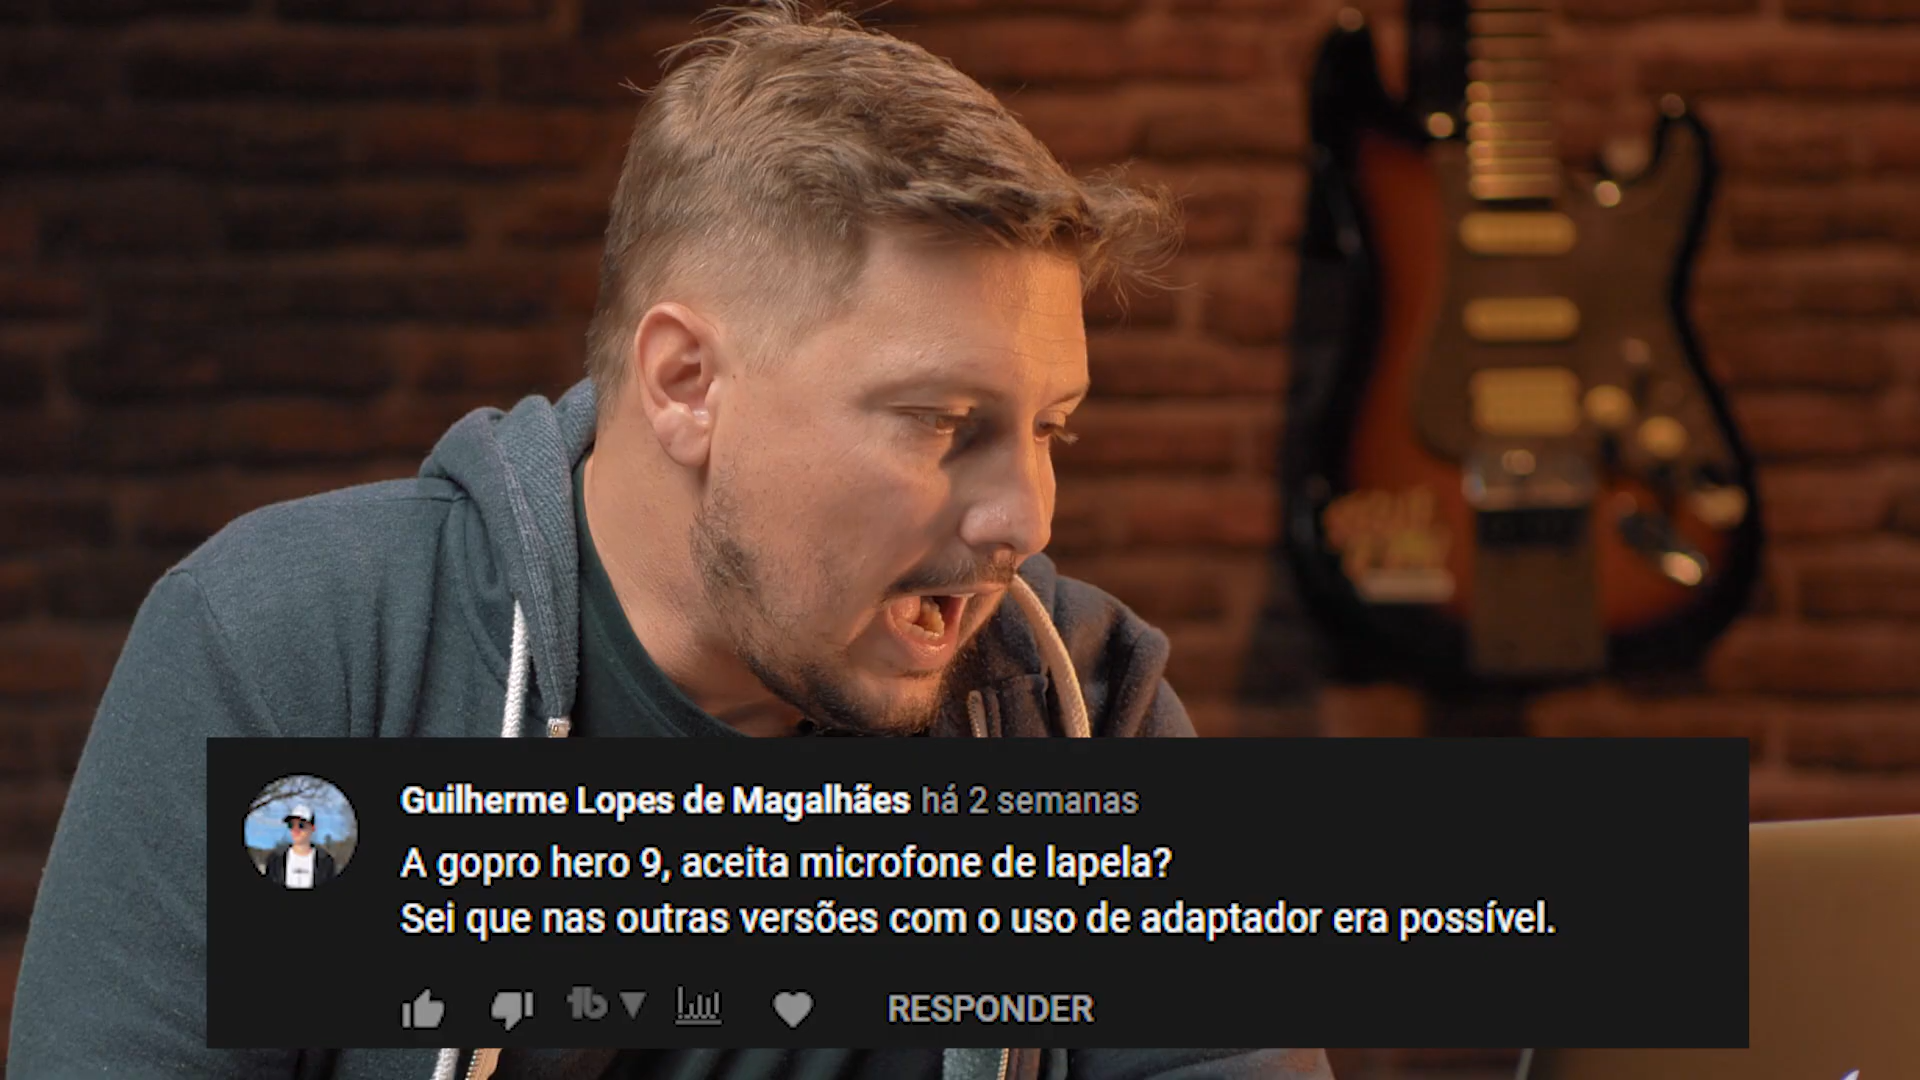 Guilherme Lopes de Magalhães há 2 semanas
A gopro hero 9, aceita microfone de lapela?
Sei que nas outras versões com o uso de adaptador era possível.
RESPONDER